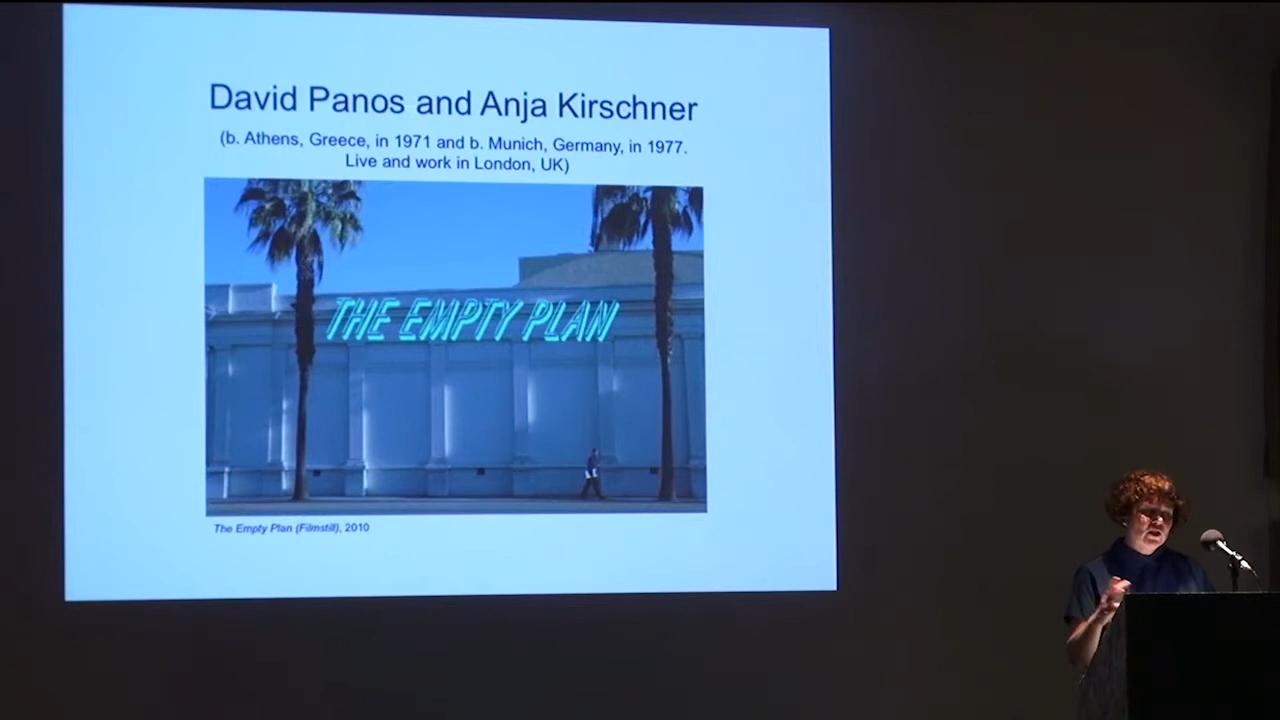 David Panos and Anja Kirschner
(b. Athens, Greece, in 1971 and b. Munich, Germany, in 1977.
Live and work in London, UK)
THE EMPTY PLAN
The Empty Plan (Filmstill), 2010